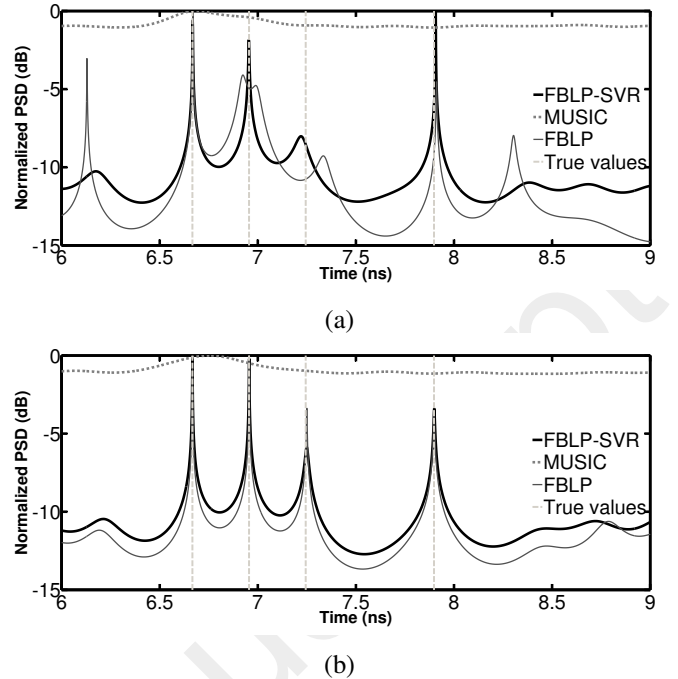 0
-5
-10
-15
Normalized PSD (dB)
FBLP-SVR
MUSIC
FBLP
True values
6 6.5 7 7.5 8 8.5 9
Time (ns)
(a)
0
-5
-10
-15
Normalized PSD (dB)
FBLP-SVR
MUSIC
FBLP
True values
6 6.5 7 7.5 8 8.5 9
Time (ns)
(b)